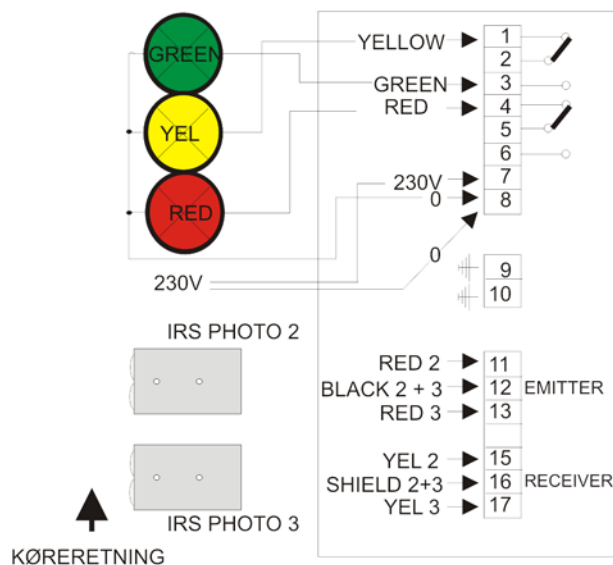 GREEN
YEL
RED
230V
YELLOW
GREEN
RED
230V
0
0
1
2
3
4
5
6
7
8
9
10
IRS PHOTO 2
IRS PHOTO 3
KØRERETNING
RED 2
BLACK 2 + 3
RED 3
11
12
13
EMITTER
YEL 2
SHIELD 2+3
YEL 3
15
16
17
RECEIVER